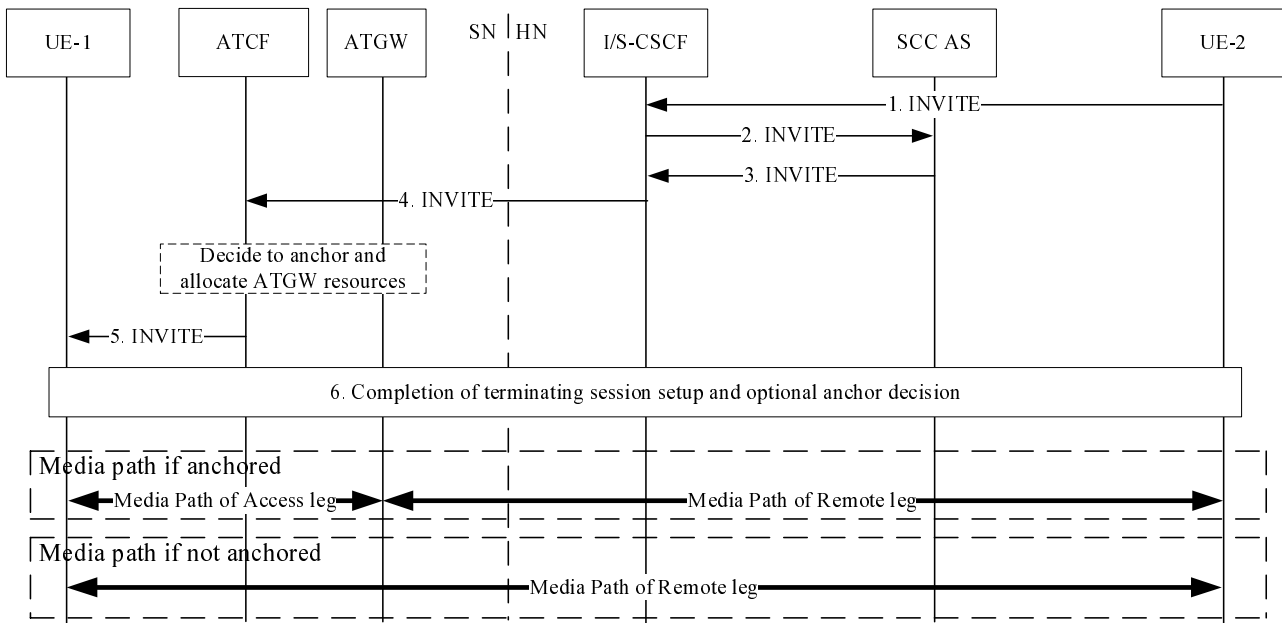 UE-1
ATCF
ATGW
SN
HN
I/S-CSCF
SCC AS
UE-2
1. INVITE
2. INVITE
3. INVITE
4. INVITE
Decide to anchor and
allocate ATGW resources
5. INVITE
6. Completion of terminating session setup and optional anchor decision
Media path if anchored
Media Path of Access leg
Media Path of Remote leg
Media path if not anchored
Media Path of Remote leg